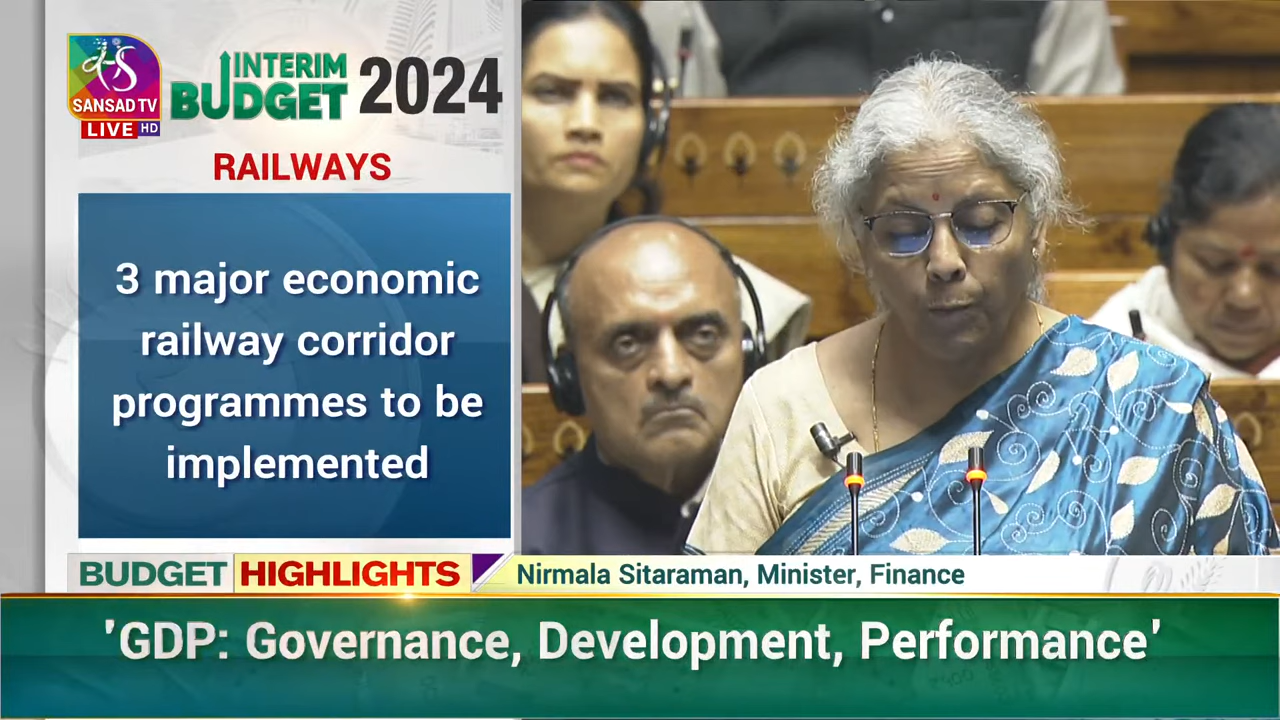 SANSAD TV
LIVE HD
INTERIM
BUDGET 2024
RAILWAYS
3 major economic
railway corridor
programmes to be
implemented
BUDGET HIGHLIGHTS
Nirmala Sitaraman, Minister, Finance
'GDP: Governance, Development, Performance'